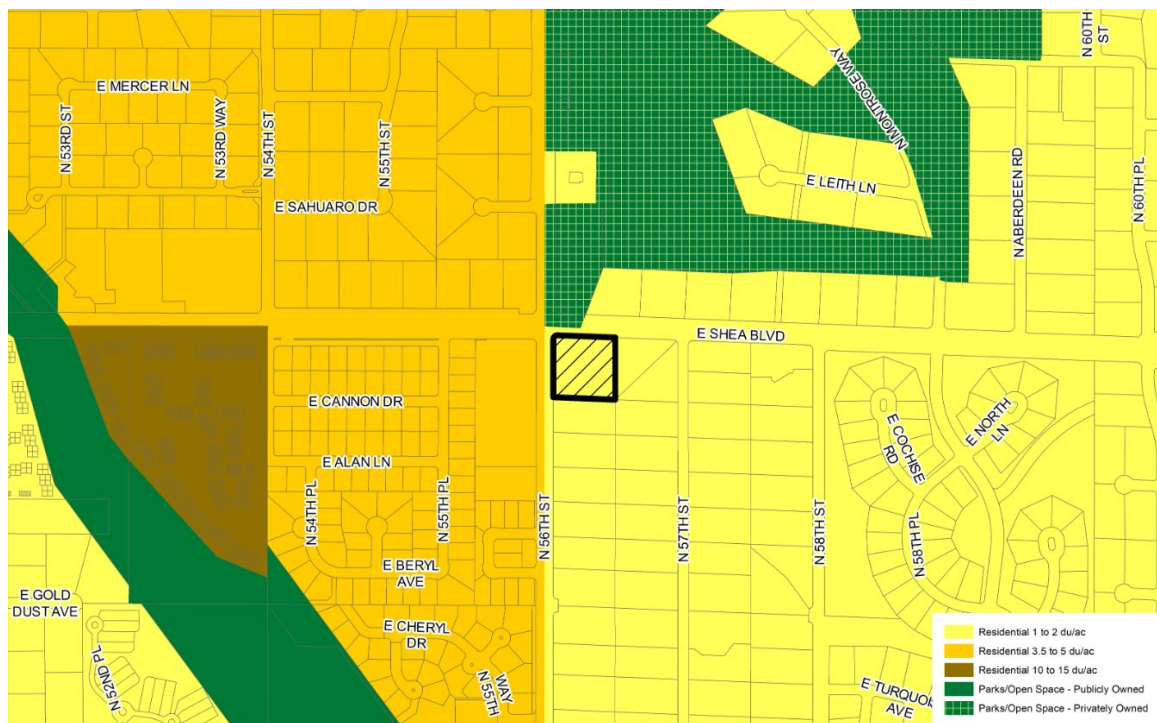 E MERCER LN
N 53RD ST
N 53RD WAY
N 54TH ST
N 55TH ST
E SAHUARO DR
N MONTROSE WAY
E LEITH LN
N 60TH
ST
N ABERDEEN RD
N 60TH PL
E SHEA BLVD
E CANNON DR
E ALAN LN
N 54TH PL
N 55TH PL
N 56TH ST
N 57TH ST
N 58TH ST
E COCHISE
RD
E NORTH
LN
N 58TH PL
E BERYL
AVE
E CHERYL
DR
N 55TH
WAY
E GOLD
DUST AVE
N 52ND PL
E TURQUOI
AVE
Residential 1 to 2 du/ac
Residential 3.5 to 5 du/ac
Residential 10 to 15 du/ac
Parks/Open Space - Publicly Owned
Parks/Open Space - Privately Owned